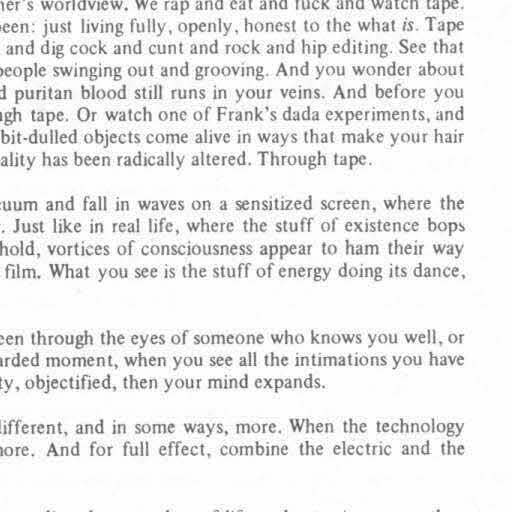 ner's worldview. We rap and eat and fuck and watch tape.
een: just living fully, openly, honest to the what is. Tape
and dig cock and cunt and rock and hip editing. See that
people swinging out and grooving. And you wonder about
d puritan blood still runs in your veins. And before you
ugh tape. Or watch one of Frank's dada experiments, and
bit-dulled objects come alive in ways that make your hair
ality has been radically altered. Through tape.
cuum and fall in waves on a sensitized screen, where the
. Just like in real life, where the stuff of existence bops
hold, vortices of consciousness appear to ham their way
film. What you see is the stuff of energy doing its dance,
een through the eyes of someone who knows you well, or
arded moment, when you see all the intimations you have
ty, objectified, then your mind expands.
ifferent, and in some ways, more. When the technology
nore. And for full effect, combine the electric and the